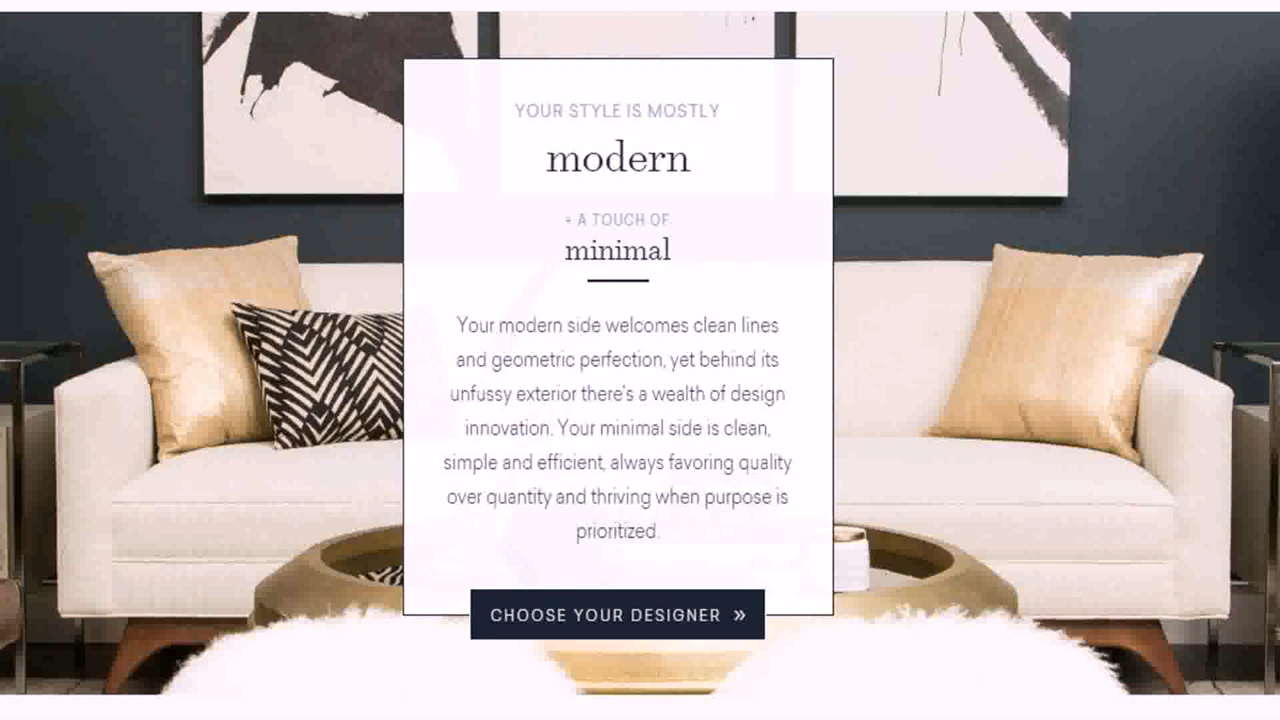 YOUR STYLE IS MOSTLY
modern
+ A TOUCH OF
minimal
Your modern side welcomes clean lines
and geometric perfection, yet behind its
unfussy exterior there's a wealth of design
innovation. Your minimal side is clean,
simple and efficient, always favoring quality
over quantity and thriving when purpose is
prioritized.
CHOOSE YOUR DESIGNER »